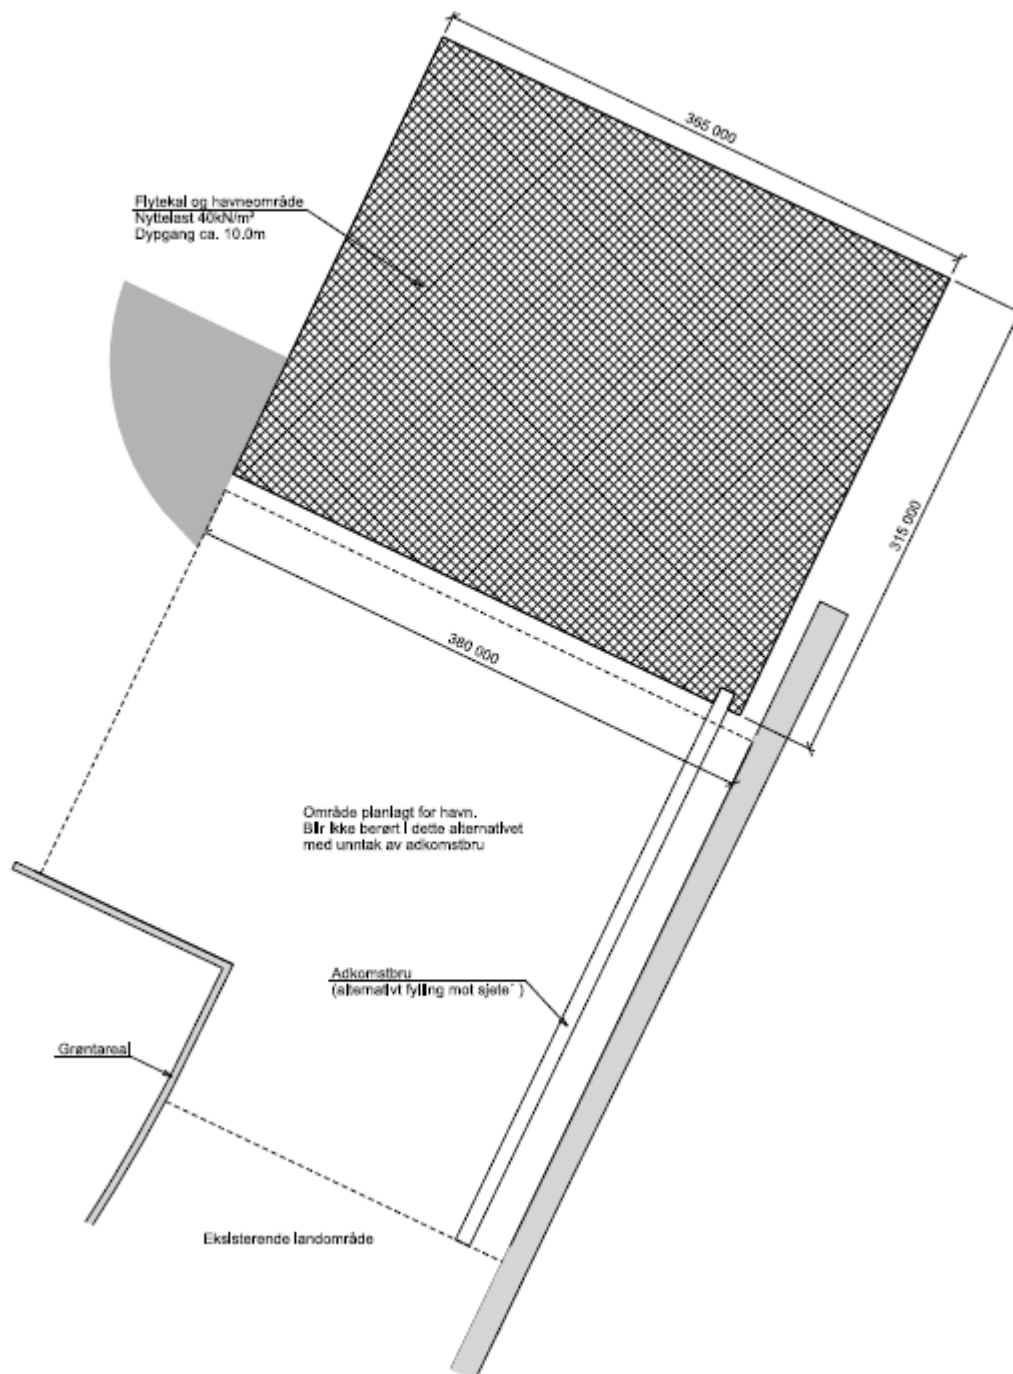 365 000
Flytekai og havneområde
Nyttelast 40kN/m²
Dypgang ca. 10.0m
315 000
380 000
Område planlagt for havn.
Blir ikke berørt i dette alternativet
med unntak av adkomstbru
Adkomstbru
(alternativt fylling mot sjete´ )
Grøntareal
Eksisterende landområde